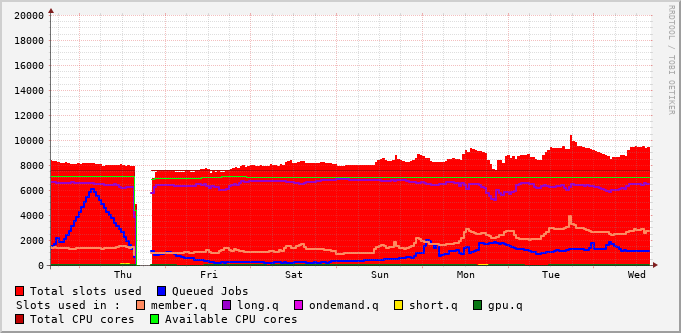 20000
18000
16000
14000
12000
10000
8000
6000
4000
2000
0
Thu Fri Sat Sun Mon Tue Wed
Total slots used Queued Jobs
Slots used in : member.q long.q ondemand.q short.q gpu.q
Total CPU cores Available CPU cores
RRDTOOL / TOBI OETIKER